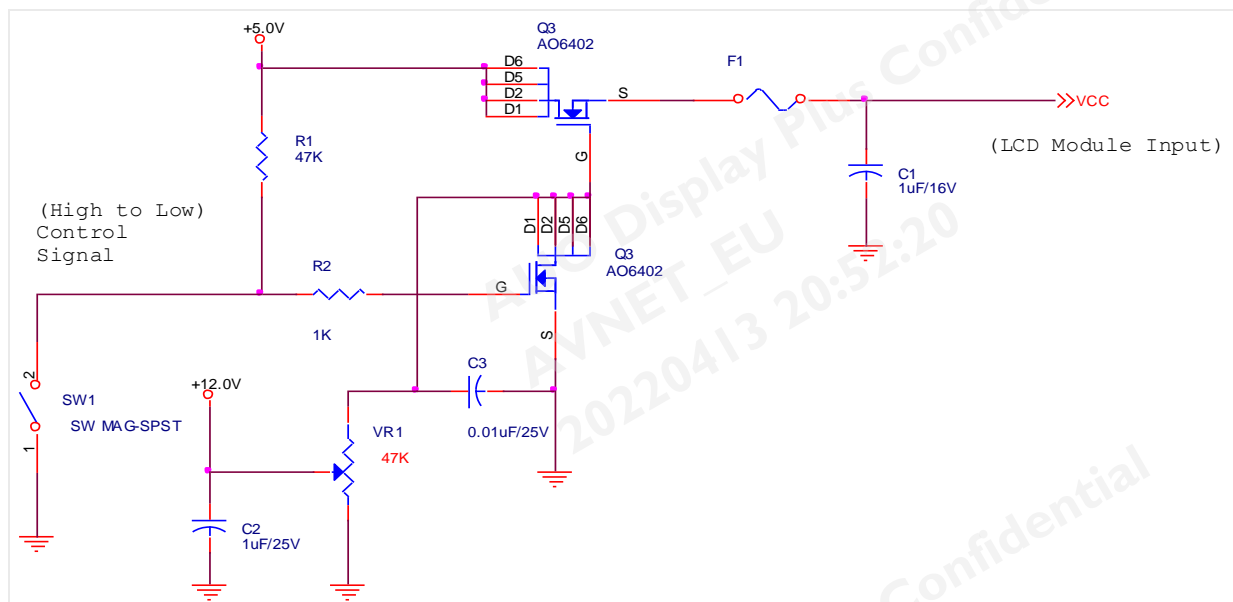 +5.0V
Q3
AO6402
D6
D5
D2
D1
S
G
F1
VCC
(LCD Module Input)
R1
47K
C1
1uF/16V
(High to Low)
Control
Signal
D1
D2
D5
D6
Q3
AO6402
R2
1K
G
S
C3
0.01uF/25V
2
SW1
SW MAG-SPST
1
+12.0V
VR1
47K
C2
1uF/25V
AUO Display Plus Confidential
AVNET_EU
20220413 20:52:20
Confidential